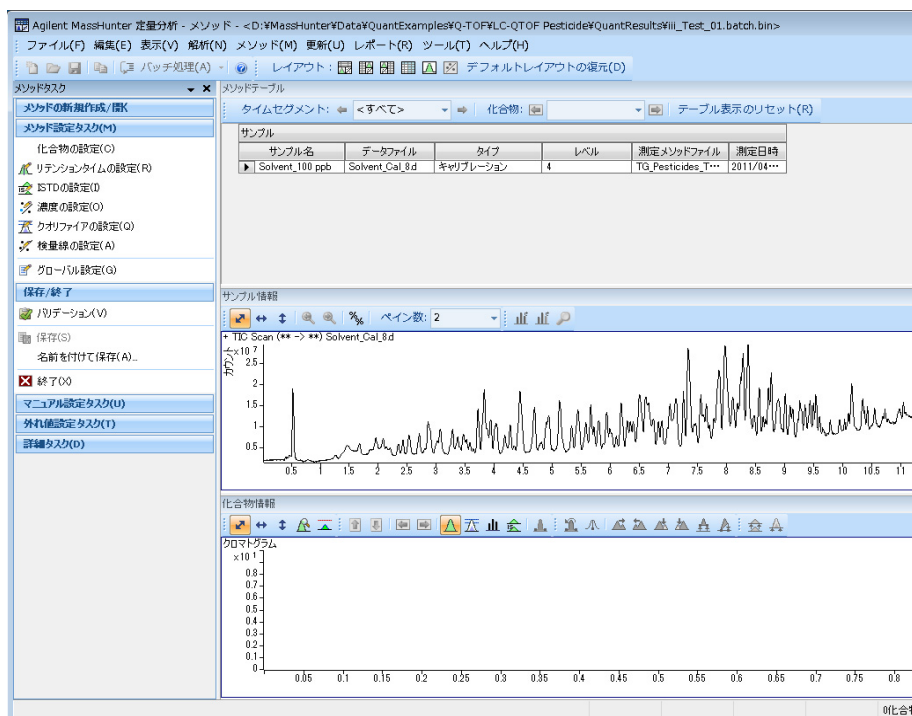 Agilent MassHunter 定量分析 - メソッド - <D:¥MassHunter¥Data¥QuantExamples¥Q-TOF¥LC-QTOF Pesticide¥QuantResults¥iii_Test_01.batch.bin>
ファイル(F) 編集(E) 表示(V) 解析(N) メソッド(M) 更新(U) レポート(R) ツール(T) ヘルプ(H)
バッチ処理(A) レイアウト: デフォルトレイアウトの復元(D)
メソッドタスク
メソッドの新規作成/開く
メソッド設定タスク(M)
化合物の設定(C)
リテンションタイムの設定(R)
ISTDの設定(I)
濃度の設定(O)
クオリファイアの設定(Q)
検量線の設定(A)
グローバル設定(G)
保存/終了
バリデーション(V)
保存(S)
名前を付けて保存(A)...
終了(X)
マニュアル設定タスク(U)
外れ値設定タスク(T)
詳細タスク(D)
メソッドテーブル
タイムセグメント: <すべて> 化合物: テーブル表示のリセット(R)
サンプル
サンプル名 データファイル タイプ レベル 測定メソッドファイル 測定日時
Solvent_100 ppb Solvent_Cal_8.d キャリブレーション 4 TG_Pesticides_T… 2011/04…
サンプル情報
ペイン数: 2
+ TIC Scan (** -> **) Solvent_Cal_8.d
カウント
×10 7
2.5
2
1.5
1
0.5
0.5 1 1.5 2 2.5 3 3.5 4 4.5 5 5.5 6 6.5 7 7.5 8 8.5 9 9.5 10 10.5 11
化合物情報
クロマトグラム
×10 1
0.8
0.7
0.6
0.5
0.4
0.3
0.2
0.1
0
0.05 0.1 0.15 0.2 0.25 0.3 0.35 0.4 0.45 0.5 0.55 0.6 0.65 0.7 0.75 0.8
0化合物